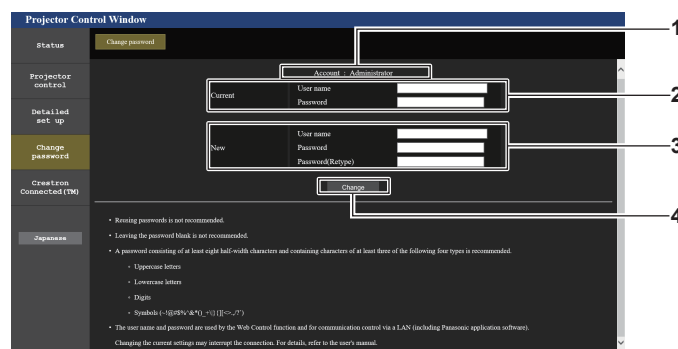 Projector Control Window
Status
Change password
1
Account : Administrator
Projector
control
Current
User name
Password
2
Detailed
set up
New
User name
Password
Password(Retype)
3
Change
password
Change
4
Crestron
Connected(TM)
Japanese
• Reusing passwords is not recommended.
• Leaving the password blank is not recommended.
• A password consisting of at least eight half-width characters and containing characters of at least three of the following four types is recommended.
• Uppercase letters
• Lowercase letters
• Digits
• Symbols (~!@#$%^&*()_+\|{}[]<>.,/?`)
• The user name and password are used by the Web Control function and for communication control via a LAN (including Panasonic application software).
Changing the current settings may interrupt the connection. For details, refer to the user's manual.